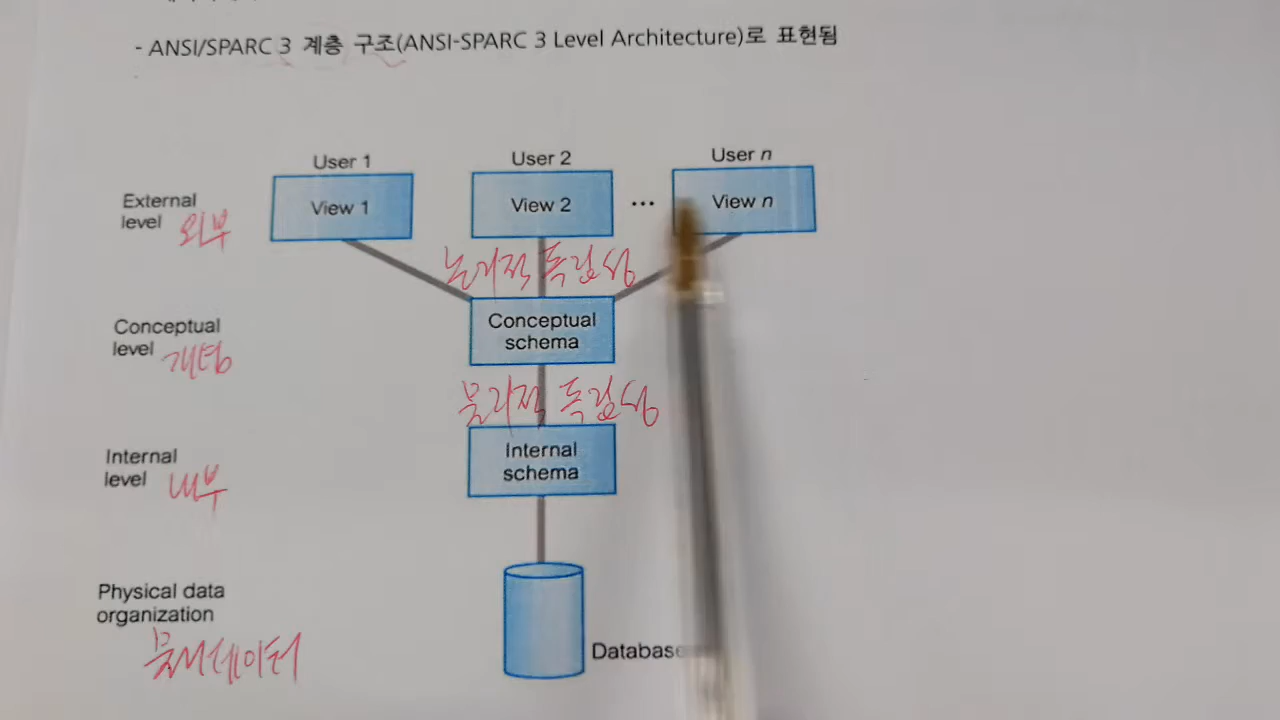 - ANSI/SPARC 3 계층 구조(ANSI-SPARC 3 Level Architecture)로 표현됨
User 1 User 2 User n
External level 외부
View 1 View 2 ... View n
논리적 독립성
Conceptual level 개념
Conceptual schema
물리적 독립성
Internal level 내부
Internal schema
Physical data organization
물리데이터
Database